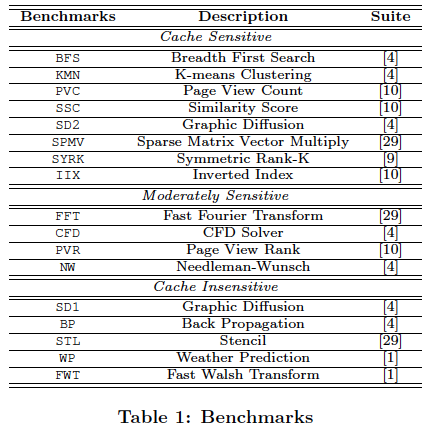 Benchmarks Description Suite
Cache Sensitive
BFS Breadth First Search [4]
KMN K-means Clustering [4]
PVC Page View Count [10]
SSC Similarity Score [10]
SD2 Graphic Diffusion [4]
SPMV Sparse Matrix Vector Multiply [29]
SYRK Symmetric Rank-K [9]
IIX Inverted Index [10]
Moderately Sensitive
FFT Fast Fourier Transform [29]
CFD CFD Solver [4]
PVR Page View Rank [10]
NW Needleman-Wunsch [4]
Cache Insensitive
SD1 Graphic Diffusion [4]
BP Back Propagation [4]
STL Stencil [29]
WP Weather Prediction [1]
FWT Fast Walsh Transform [1]
Table 1: Benchmarks